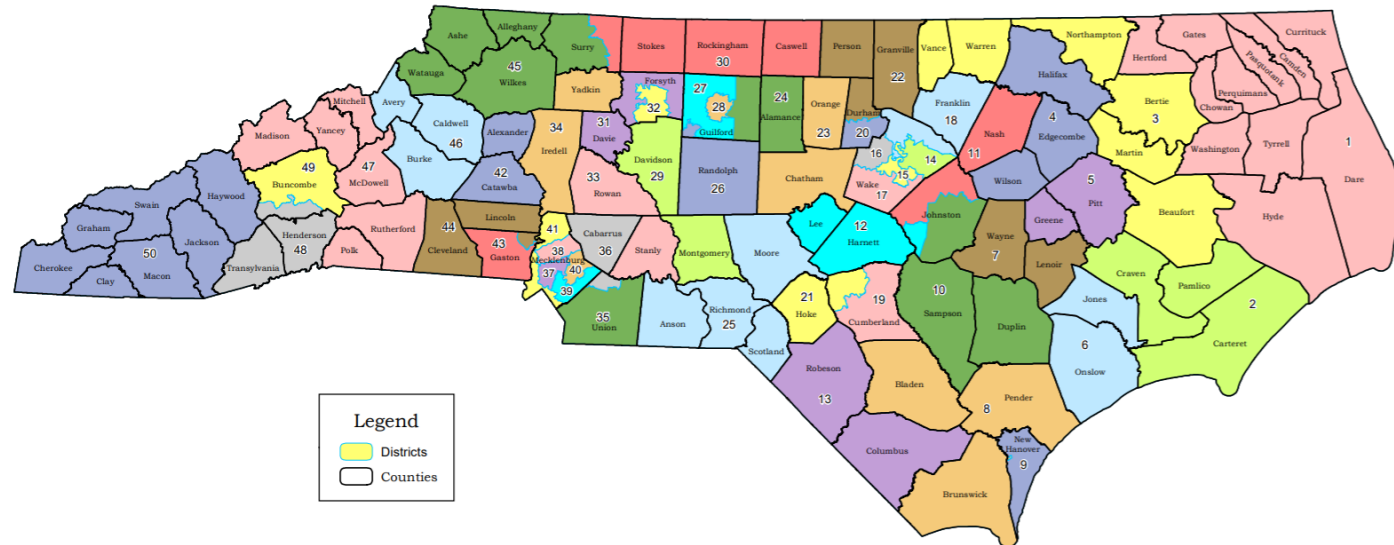 Ashe
Alleghany
Surry
Stokes
Rockingham
30
Caswell
Person
Granville
22
Vance
Warren
Northampton
Gates
Currituck
Hertford
Camden
Pasquotank
Perquimans
Chowan
Watauga
45
Wilkes
Yadkin
Forsyth
32
27
28
Guilford
24
Alamance
Orange
23
Durham
20
Franklin
18
Halifax
Bertie
3
Mitchell
Avery
Caldwell
46
Alexander
34
Iredell
31
Davie
Davidson
29
Randolph
26
Chatham
16
14
15
Wake
17
Nash
11
4
Edgecombe
Martin
Washington
Tyrrell
1
Dare
Madison
Yancey
49
Buncombe
47
McDowell
Burke
42
Catawba
33
Rowan
Wilson
5
Pitt
Greene
Beaufort
Hyde
Swain
Haywood
Graham
50
Jackson
Cherokee
Clay
Macon
Transylvania
Henderson
48
Polk
Rutherford
44
Cleveland
Lincoln
43
Gaston
41
38
Mecklenburg
37
40
39
Cabarrus
36
Stanly
Montgomery
Moore
Lee
12
Harnett
Johnston
Wayne
7
Lenoir
Craven
Pamlico
Jones
2
Carteret
35
Union
Anson
Richmond
25
Scotland
21
Hoke
19
Cumberland
10
Sampson
Duplin
6
Onslow
Robeson
13
Bladen
8
Pender
Columbus
New
Hanover
9
Brunswick
Legend
Districts
Counties